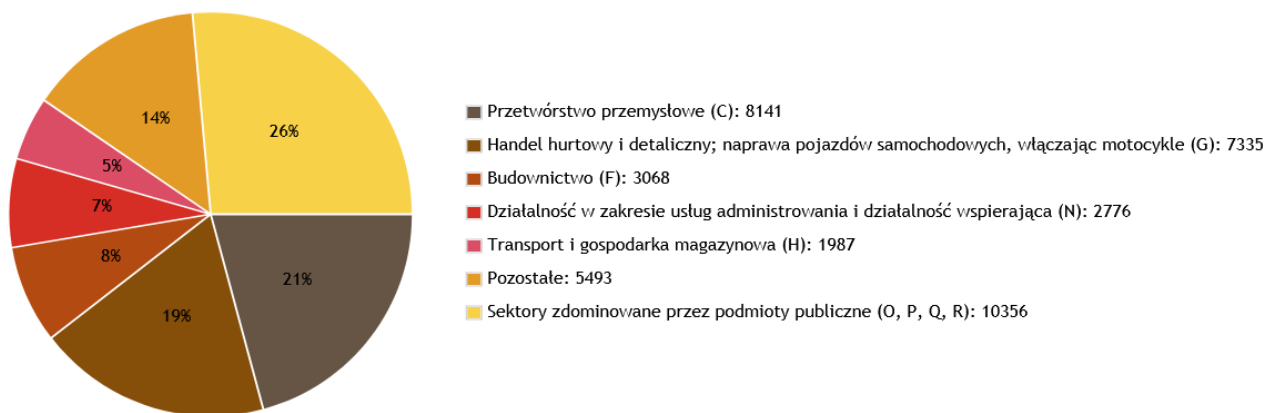 26%
14%
5%
7%
8%
19%
21%
Przetwórstwo przemysłowe (C): 8141
Handel hurtowy i detaliczny; naprawa pojazdów samochodowych, włączając motocykle (G): 7335
Budownictwo (F): 3068
Działalność w zakresie usług administrowania i działalność wspierająca (N): 2776
Transport i gospodarka magazynowa (H): 1987
Pozostałe: 5493
Sektory zdominowane przez podmioty publiczne (O, P, Q, R): 10356